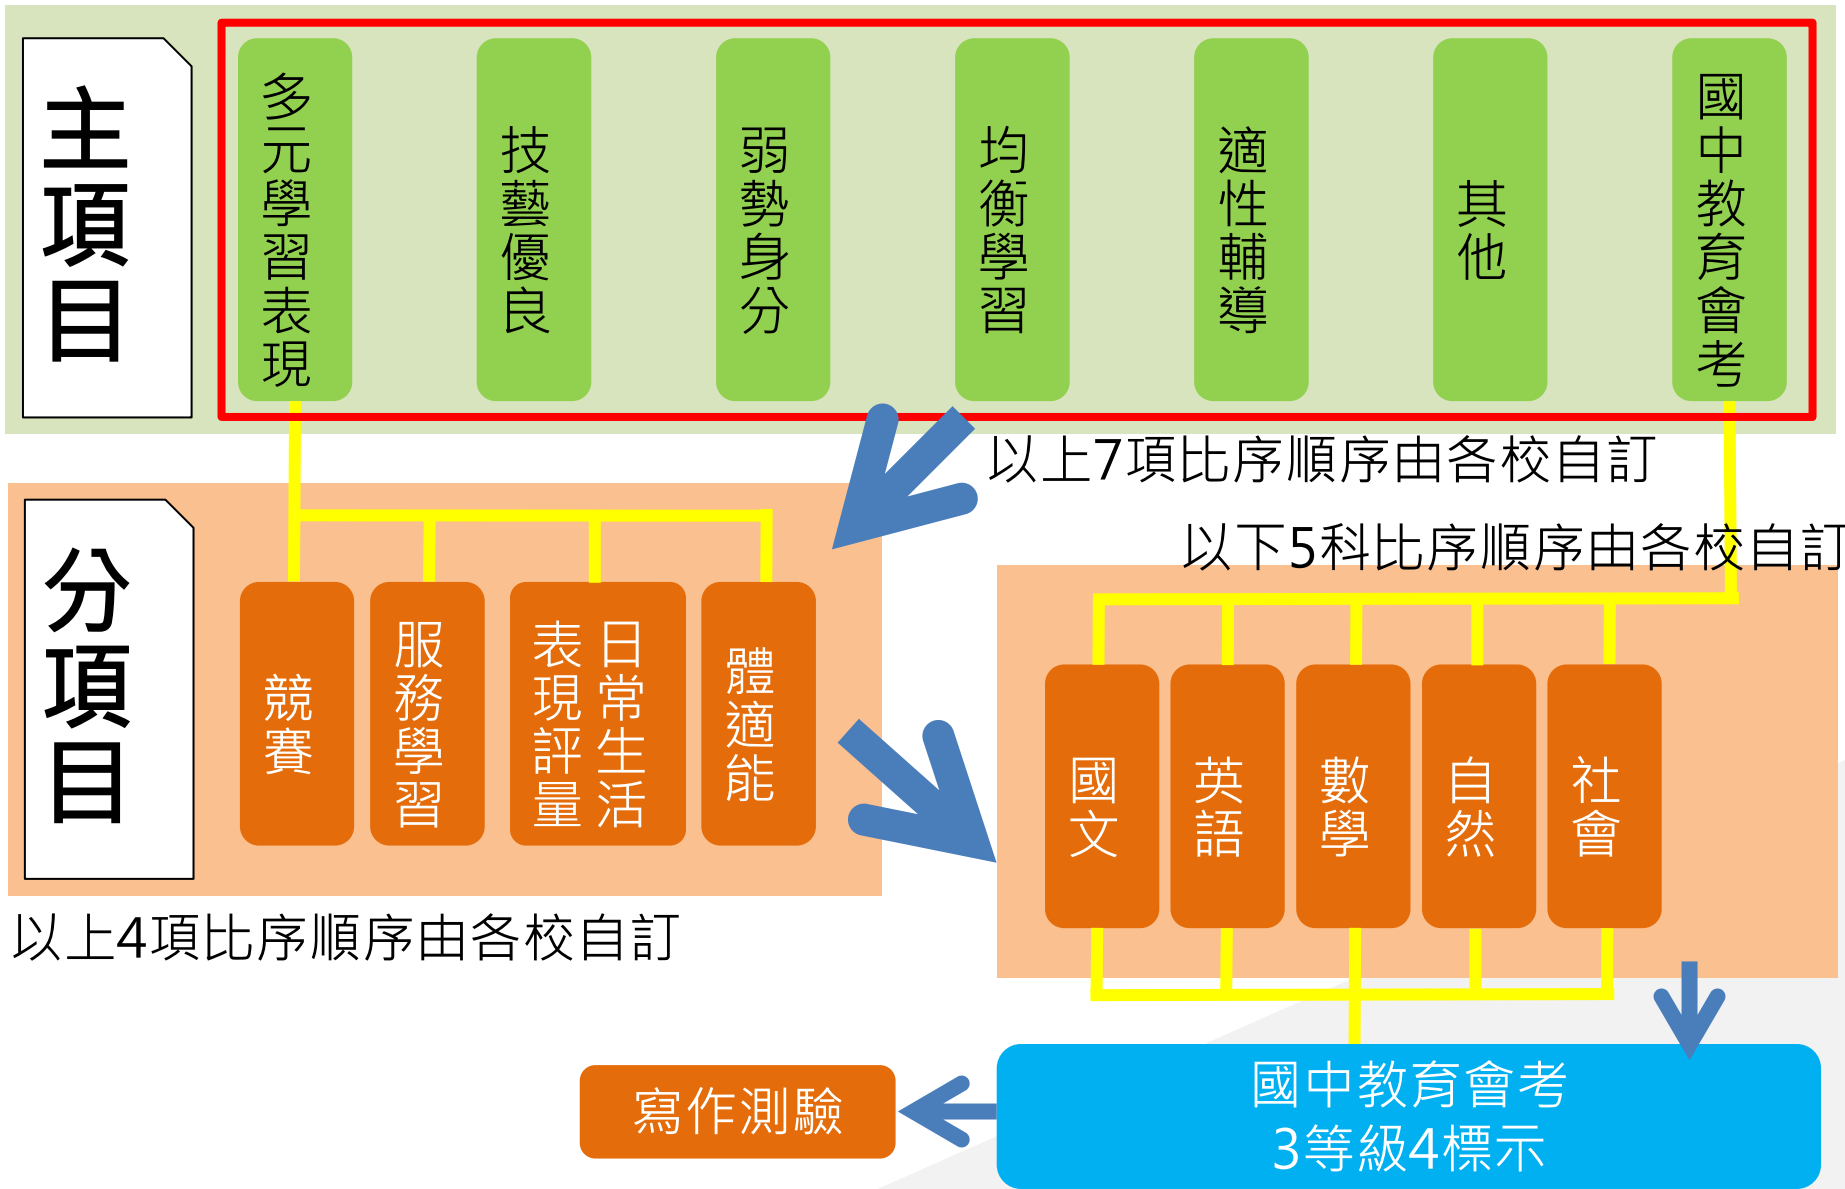 主項目
多元學習表現
技藝優良
弱勢身分
均衡學習
適性輔導
其他
國中教育會考
以上7項比序順序由各校自訂
分項目
競賽
服務學習
日常生活
表現評量
體適能
以上4項比序順序由各校自訂
以下5科比序順序由各校自訂
國文
英語
數學
自然
社會
國中教育會考
3等級4標示
寫作測驗